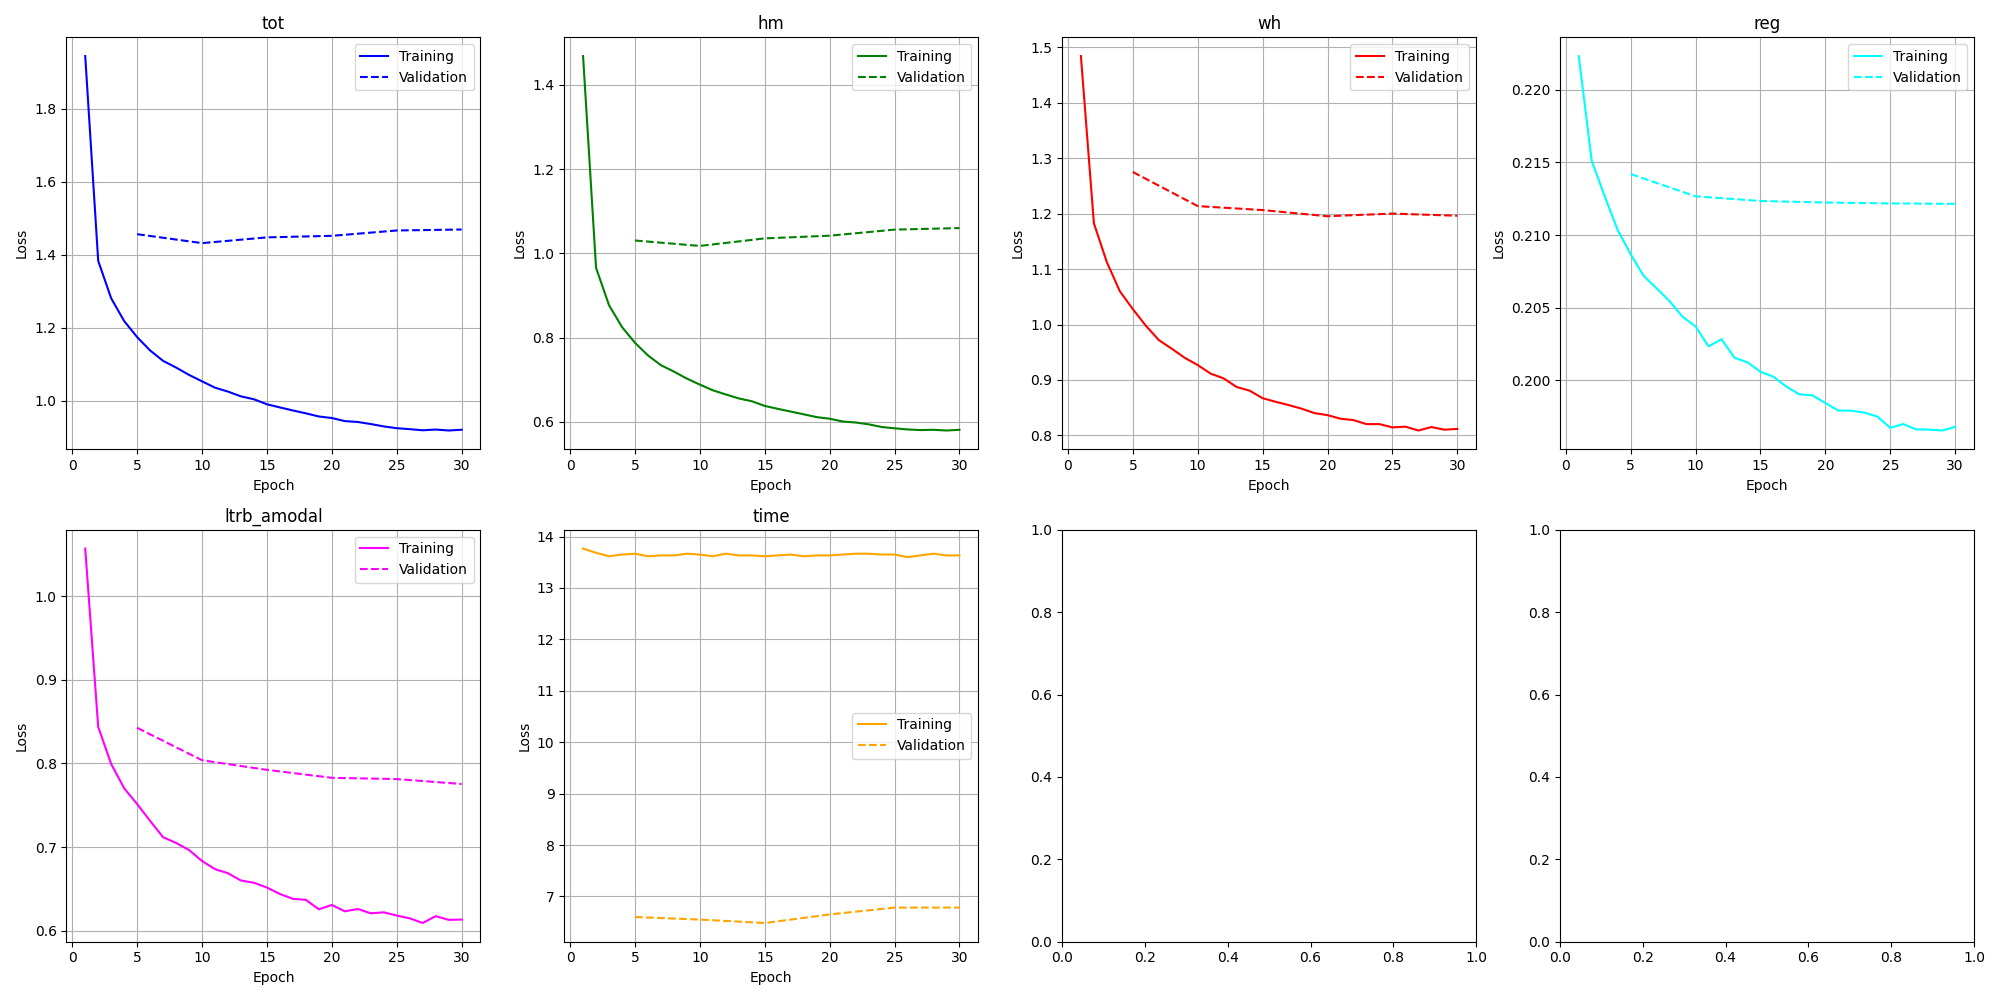 tot
Training
Validation
1.8
1.6
1.4
1.2
1.0
Loss
0 5 10 15 20 25 30
Epoch
hm
Training
Validation
1.4
1.2
1.0
0.8
0.6
Loss
0 5 10 15 20 25 30
Epoch
wh
Training
Validation
1.5
1.4
1.3
1.2
1.1
1.0
0.9
0.8
Loss
0 5 10 15 20 25 30
Epoch
reg
Training
Validation
0.220
0.215
0.210
0.205
0.200
Loss
0 5 10 15 20 25 30
Epoch
ltrb_amodal
Training
Validation
1.0
0.9
0.8
0.7
0.6
Loss
0 5 10 15 20 25 30
Epoch
time
14
13
12
11
10
9
8
7
Training
Validation
Loss
0 5 10 15 20 25 30
Epoch
1.0
0.8
0.6
0.4
0.2
0.0
0.0 0.2 0.4 0.6 0.8 1.0
1.0
0.8
0.6
0.4
0.2
0.0
0.0 0.2 0.4 0.6 0.8 1.0